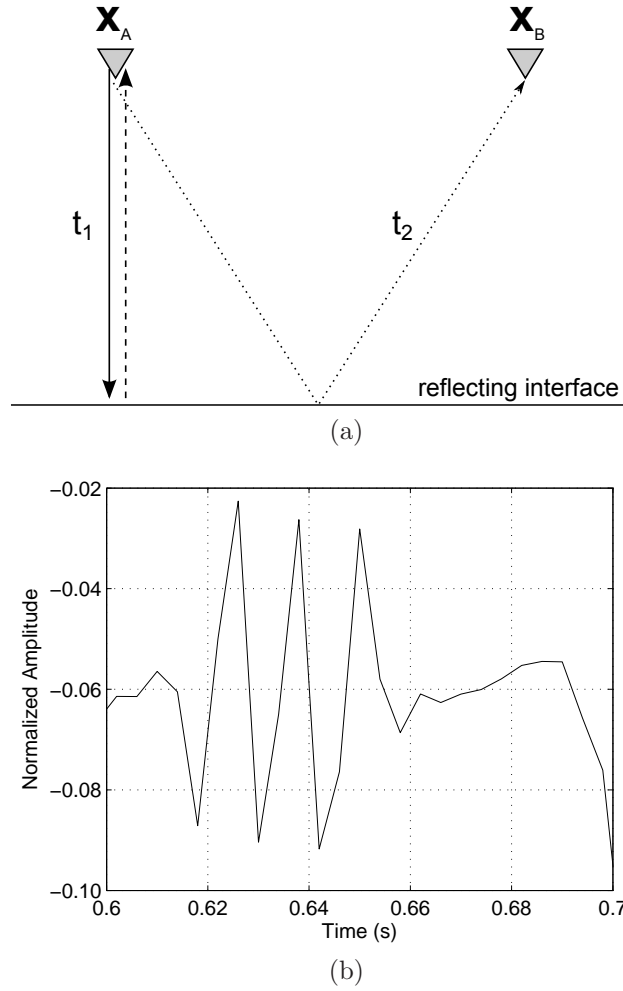 X_A X_B
t_1 t_2
reflecting interface
(a)
−0.02
−0.04
−0.06
−0.08
−0.10
Normalized Amplitude
0.6 0.62 0.64 0.66 0.68 0.7
Time (s)
(b)